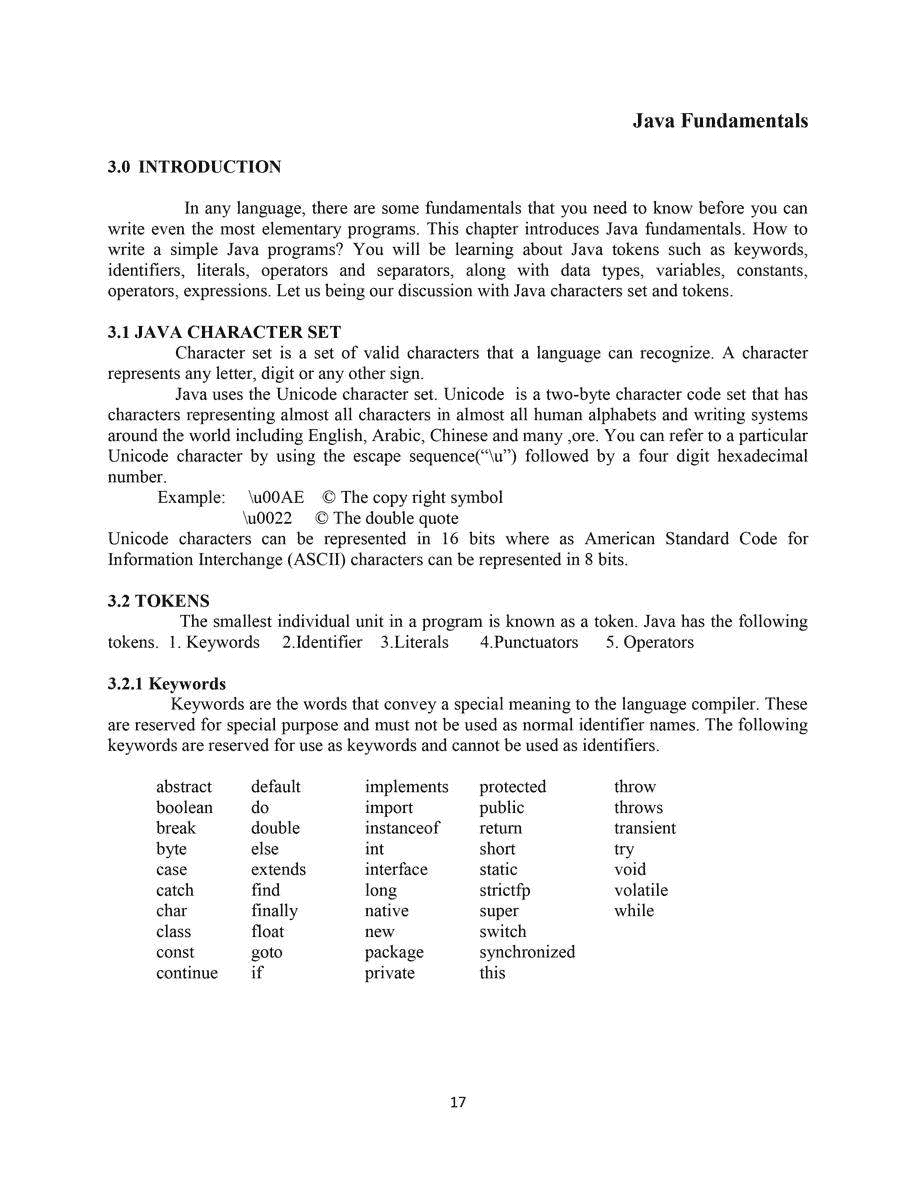 Java Fundamentals
3.0 INTRODUCTION
In any language, there are some fundamentals that you need to know before you can
write even the most elementary programs. This chapter introduces Java fundamentals. How to
write a simple Java programs? You will be learning about Java tokens such as keywords,
identifiers, literals, operators and separators, along with data types, variables, constants,
operators, expressions. Let us being our discussion with Java characters set and tokens.
3.1 JAVA CHARACTER SET
Character set is a set of valid characters that a language can recognize. A character
represents any letter, digit or any other sign.
Java uses the Unicode character set. Unicode is a two-byte character code set that has
characters representing almost all characters in almost all human alphabets and writing systems
around the world including English, Arabic, Chinese and many ,ore. You can refer to a particular
Unicode character by using the escape sequence(“\u”) followed by a four digit hexadecimal
number.
Example: \u00AE © The copy right symbol
\u0022 © The double quote
Unicode characters can be represented in 16 bits where as American Standard Code for
Information Interchange (ASCII) characters can be represented in 8 bits.
3.2 TOKENS
The smallest individual unit in a program is known as a token. Java has the following
tokens. 1. Keywords 2.Identifier 3.Literals 4.Punctuators 5. Operators
3.2.1 Keywords
Keywords are the words that convey a special meaning to the language compiler. These
are reserved for special purpose and must not be used as normal identifier names. The following
keywords are reserved for use as keywords and cannot be used as identifiers.
abstract default implements protected throw
boolean do import public throws
break double instanceof return transient
byte else int short try
case extends interface static void
catch find long strictfp volatile
char finally native super while
class float new switch
const goto package synchronized
continue if private this
17